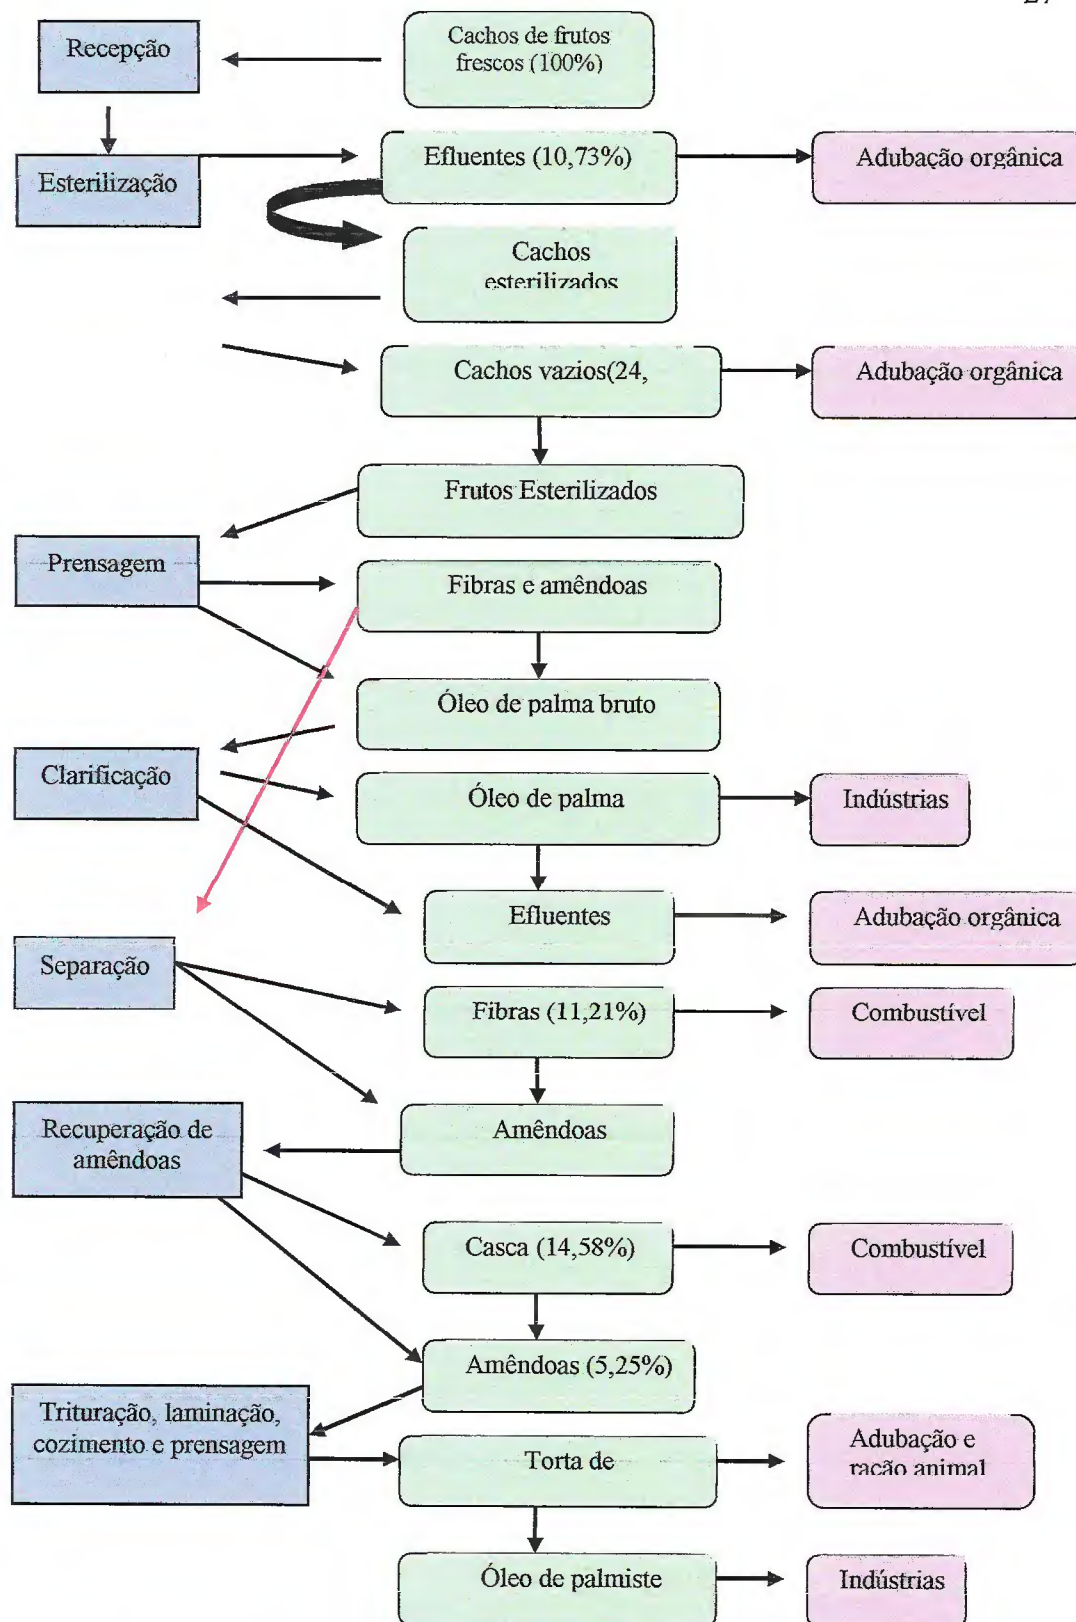 Recepção
Cachos de frutos
frescos (100%)
Esterilização
Efluentes (10,73%)
Adubação orgânica
Cachos
esterilizados
Cachos vazios(24,
Adubação orgânica
Frutos Esterilizados
Prensagem
Fibras e amêndoas
Óleo de palma bruto
Clarificação
Óleo de palma
Indústrias
Efluentes
Adubação orgânica
Separação
Fibras (11,21%)
Combustível
Recuperação de
amêndoas
Amêndoas
Casca (14,58%)
Combustível
Amêndoas (5,25%)
Trituração, laminação,
cozimento e prensagem
Torta de
Adubação e
ração animal
Óleo de palmiste
Indústrias